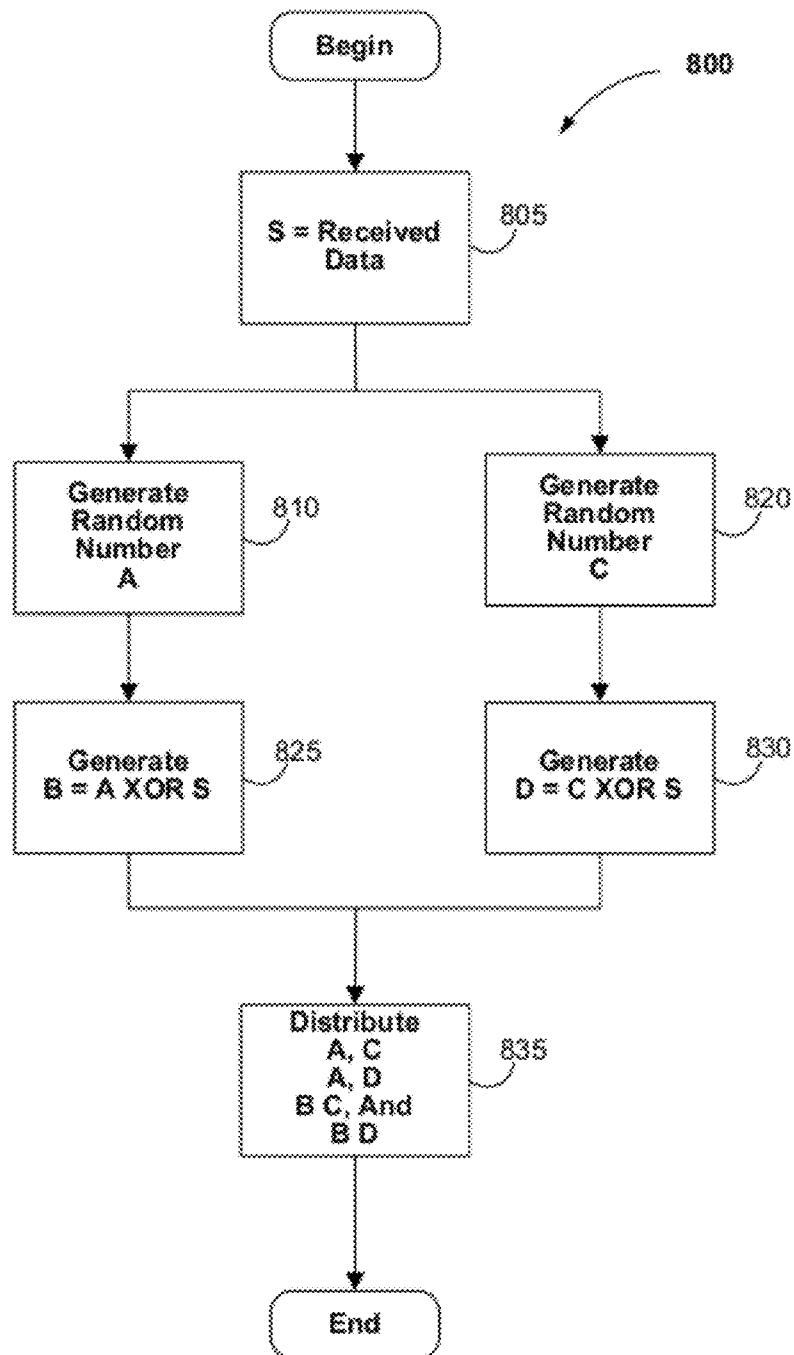 Begin
800
S = Received
Data
805
Generate
Random
Number
A
810
Generate
Random
Number
C
820
Generate
B = A XOR S
825
Generate
D = C XOR S
830
Distribute
A, C
A, D
B C, And
B D
835
End